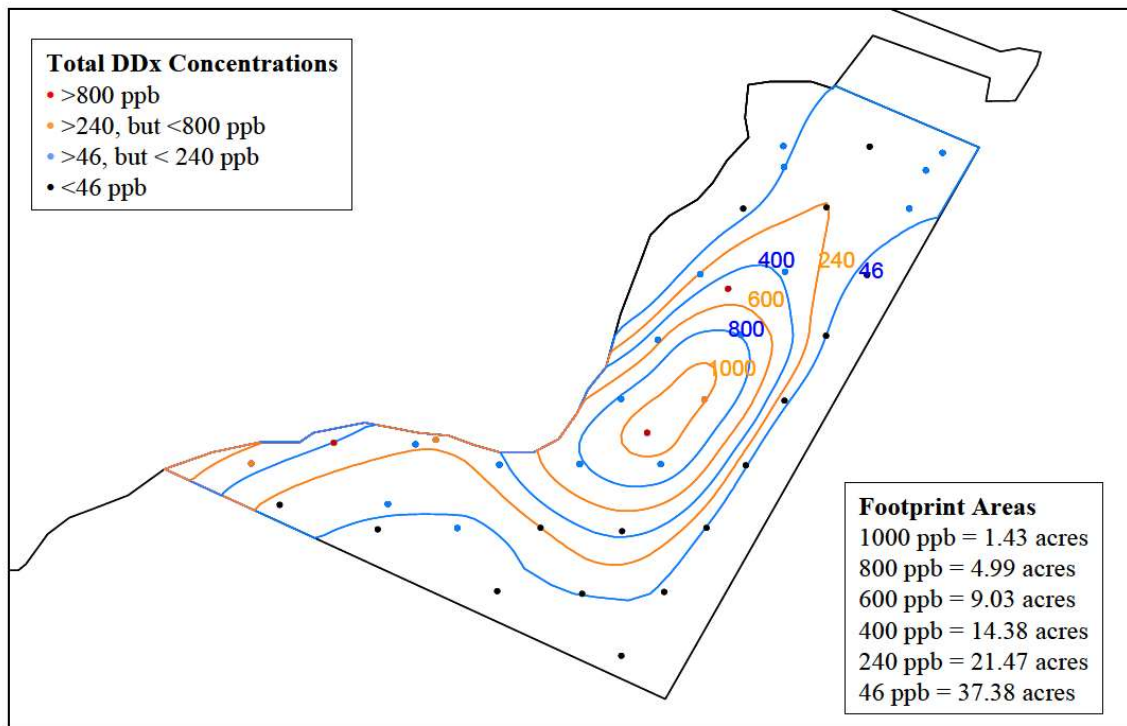 Total DDx Concentrations
• >800 ppb
• >240, but <800 ppb
• >46, but < 240 ppb
• <46 ppb
400
240
46
600
800
1000
Footprint Areas
1000 ppb = 1.43 acres
800 ppb = 4.99 acres
600 ppb = 9.03 acres
400 ppb = 14.38 acres
240 ppb = 21.47 acres
46 ppb = 37.38 acres